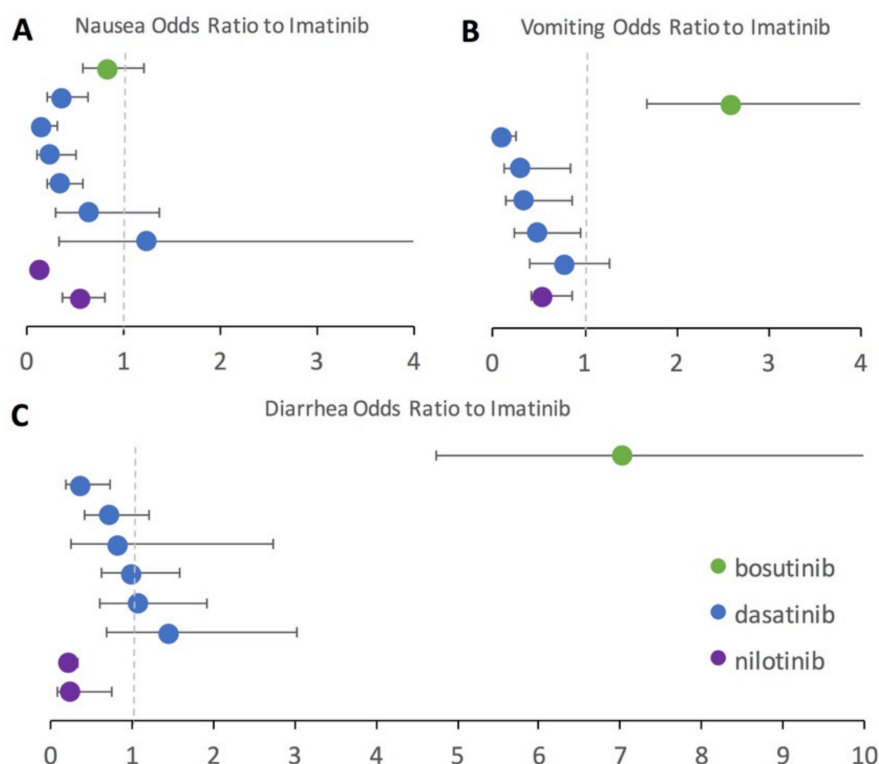 A
Nausea Odds Ratio to Imatinib
0 1 2 3 4
B
Vomiting Odds Ratio to Imatinib
0 1 2 3 4
C
Diarrhea Odds Ratio to Imatinib
bosutinib
dasatinib
nilotinib
0 1 2 3 4 5 6 7 8 9 10